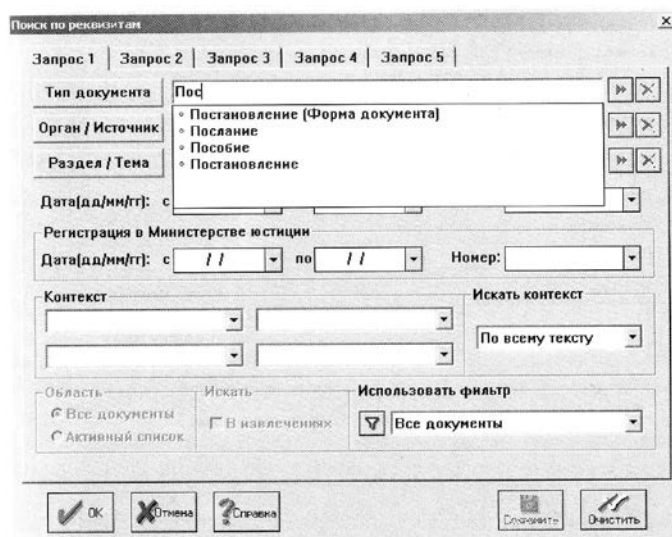 Поиск по реквизитам
Запрос 1 Запрос 2 Запрос 3 Запрос 4 Запрос 5
Тип документа Пос
Постановление (Форма документа)
Орган / Источник Послание
Пособие
Раздел / Тема Постановление
Дата(дд/мм/гг): с
Регистрация в Министерстве юстиции
Дата(дд/мм/гг): с / / по / / Номер:
Контекст Искать контекст
По всему тексту
Область Искать Использовать фильтр
Все документы В извлечениях Все документы
Активный список
OK Отмена Справка Сохранить Очистить